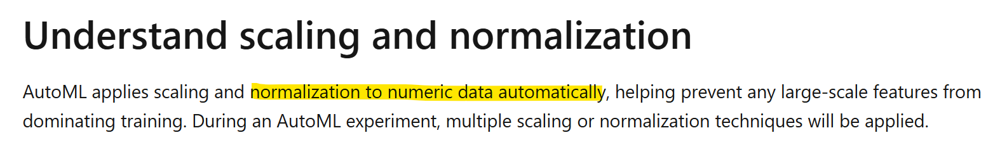 Understand scaling and normalization
AutoML applies scaling and normalization to numeric data automatically, helping prevent any large-scale features from
dominating training. During an AutoML experiment, multiple scaling or normalization techniques will be applied.